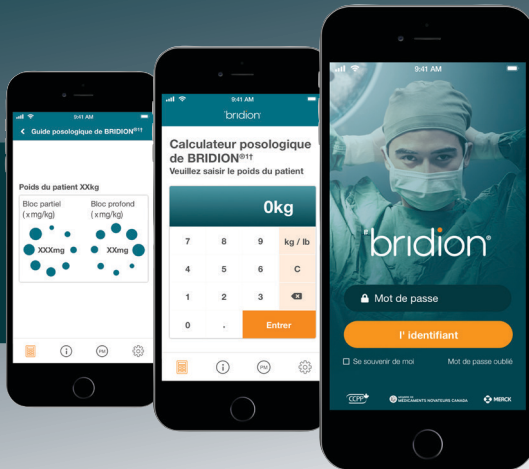 9:41 AM
Guide posologique de BRIDION®¹†
Poids du patient XXkg
Bloc partiel
(x mg/kg)
XXXmg
Bloc profond
(x mg/kg)
XXmg
9:41 AM
bridion
Calculateur posologique
de BRIDION®¹†
Veuillez saisir le poids du patient
0kg
7 8 9 kg / lb
4 5 6 C
1 2 3
0 . Entrer
PM
PM
9:41 AM
bridion®
Mot de passe
l' identifiant
Se souvenir de moi Mot de passe oublié
CCPP
MÉDICAMENTS NOVATEURS CANADA
MERCK